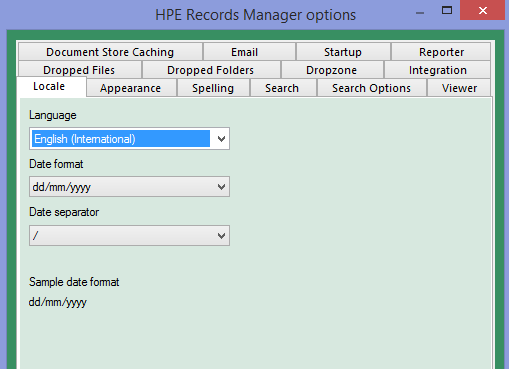 HPE Records Manager options
Document Store Caching Email Startup Reporter
Dropped Files Dropped Folders Dropzone Integration
Locale Appearance Spelling Search Search Options Viewer
Language
English (International)
Date format
dd/mm/yyyy
Date separator
/
Sample date format
dd/mm/yyyy